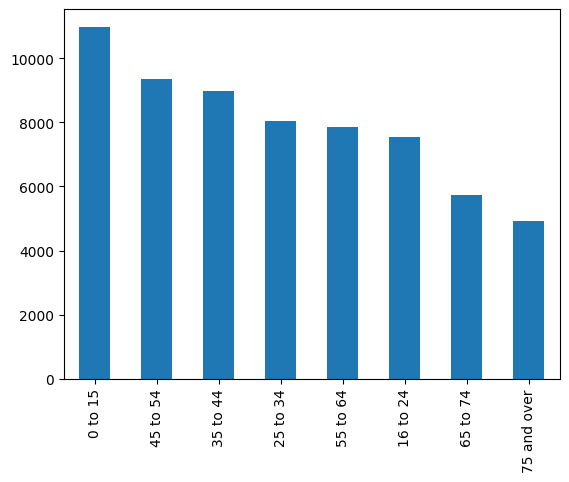 10000
8000
6000
4000
2000
0
0 to 15
45 to 54
35 to 44
25 to 34
55 to 64
16 to 24
65 to 74
75 and over